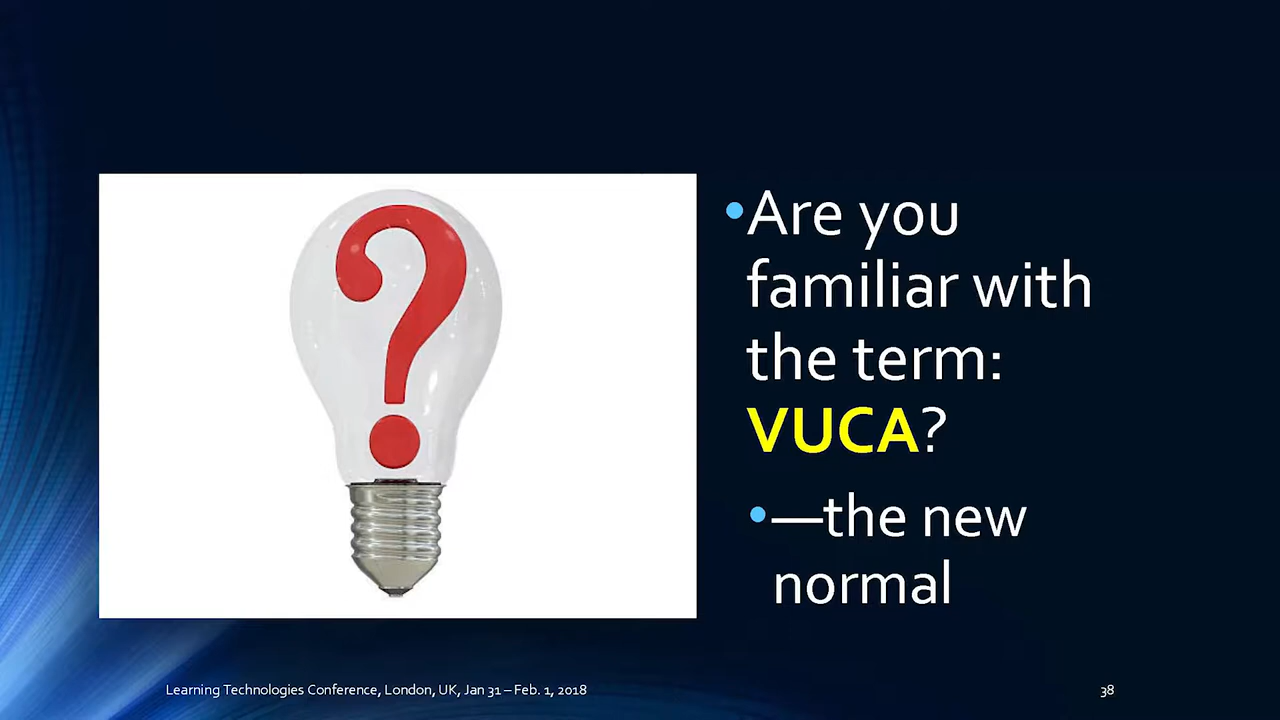 •Are you
familiar with
the term:
VUCA?
•—the new
normal
Learning Technologies Conference, London, UK, Jan 31 – Feb. 1, 2018
38